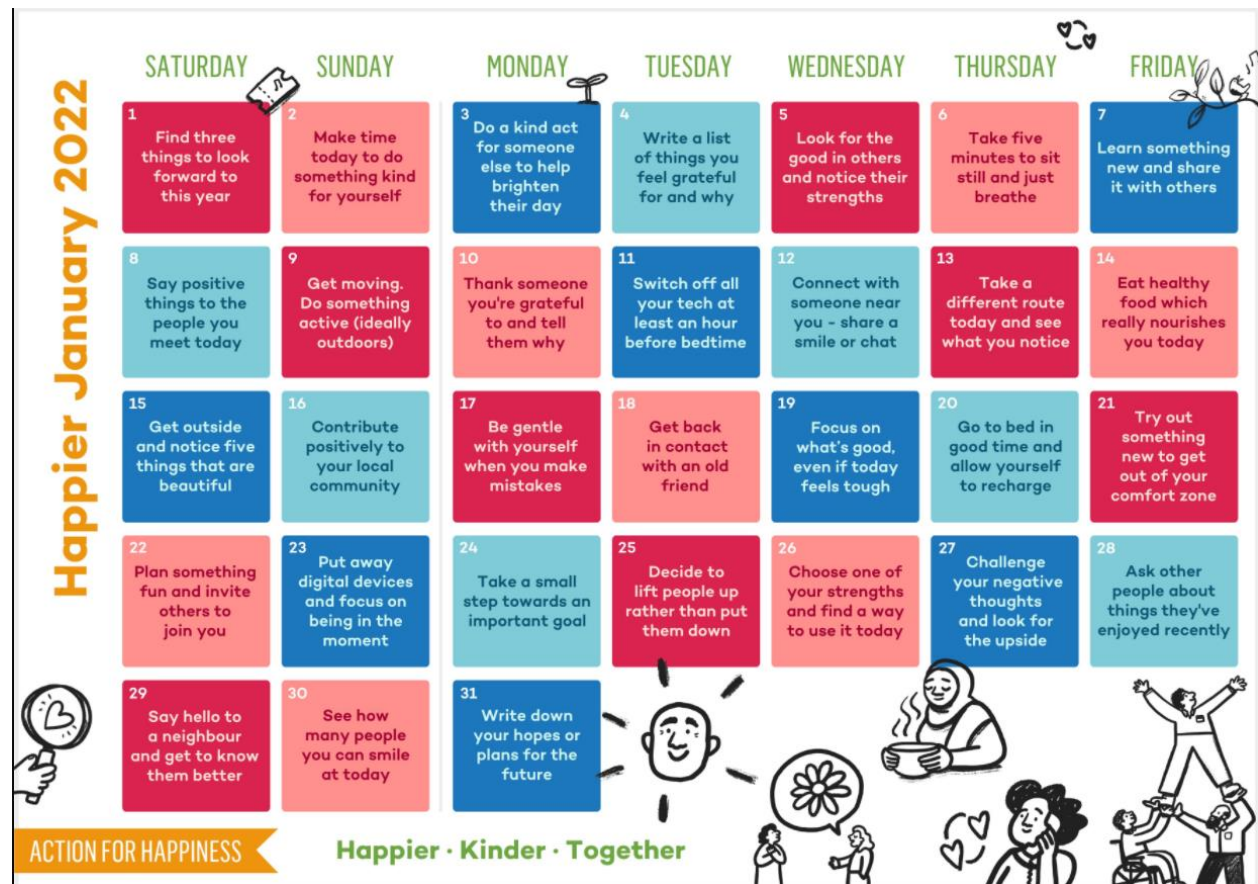 Happier January 2022
SATURDAY
SUNDAY
MONDAY
TUESDAY
WEDNESDAY
THURSDAY
FRIDAY
1
Find three
things to look
forward to
this year
2
Make time
today to do
something kind
for yourself
3
Do a kind act
for someone
else to help
brighten
their day
4
Write a list
of things you
feel grateful
for and why
5
Look for the
good in others
and notice their
strengths
6
Take five
minutes to sit
still and just
breathe
7
Learn something
new and share
it with others
8
Say positive
things to the
people you
meet today
9
Get moving.
Do something
active (ideally
outdoors)
10
Thank someone
you're grateful
to and tell
them why
11
Switch off all
your tech at
least an hour
before bedtime
12
Connect with
someone near
you - share a
smile or chat
13
Take a
different route
today and see
what you notice
14
Eat healthy
food which
really nourishes
you today
15
Get outside
and notice five
things that are
beautiful
16
Contribute
positively to
your local
community
17
Be gentle
with yourself
when you make
mistakes
18
Get back
in contact
with an old
friend
19
Focus on
what's good,
even if today
feels tough
20
Go to bed in
good time and
allow yourself
to recharge
21
Try out
something
new to get
out of your
comfort zone
22
Plan something
fun and invite
others to
join you
23
Put away
digital devices
and focus on
being in the
moment
24
Take a small
step towards an
important goal
25
Decide to
lift people up
rather than put
them down
26
Choose one of
your strengths
and find a way
to use it today
27
Challenge
your negative
thoughts
and look for
the upside
28
Ask other
people about
things they've
enjoyed recently
29
Say hello to
a neighbour
and get to know
them better
30
See how
many people
you can smile
at today
31
Write down
your hopes or
plans for the
future
ACTION FOR HAPPINESS
Happier · Kinder · Together